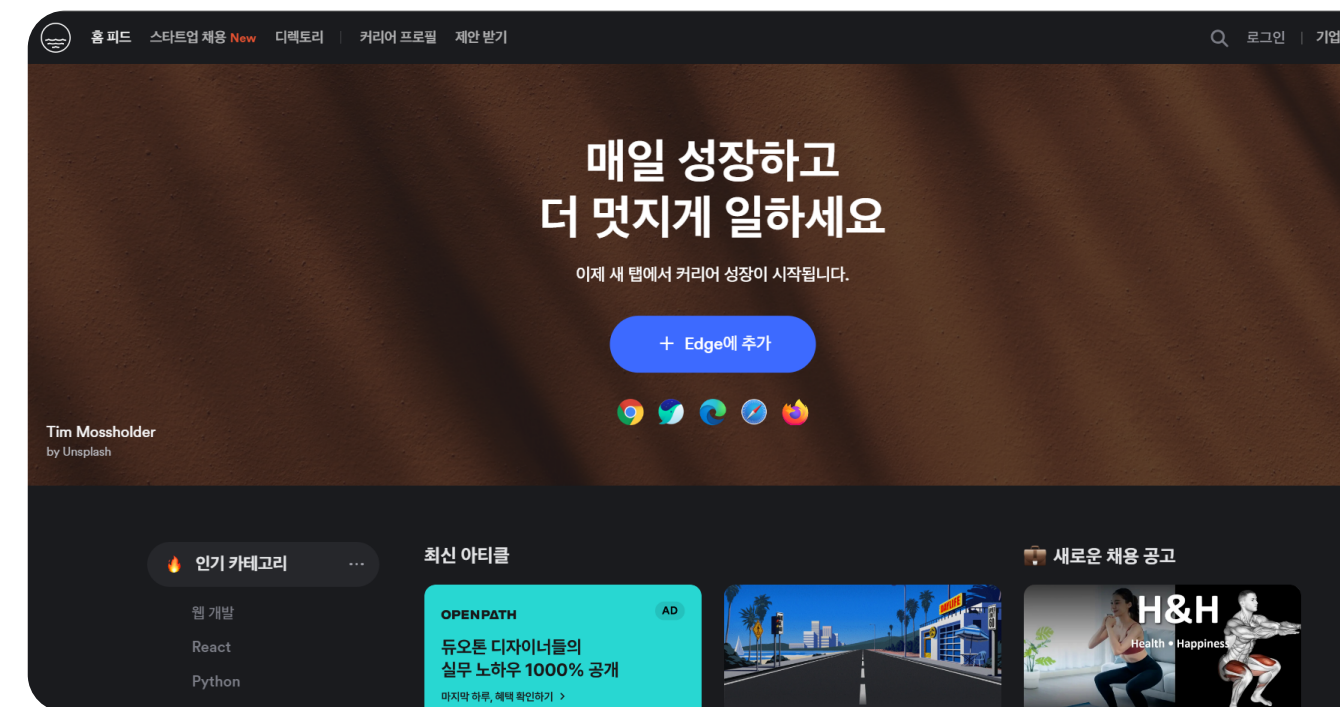 홈 피드 스타트업 채용 New 디렉토리 커리어 프로필 제안 받기 로그인 기업
매일 성장하고
더 멋지게 일하세요
이제 새 탭에서 커리어 성장이 시작됩니다.
+ Edge에 추가
Tim Mossholder
by Unsplash
인기 카테고리 ...
웹 개발
React
Python
최신 아티클
OPENPATH AD
듀오톤 디자이너들의
실무 노하우 1000% 공개
마지막 하루, 혜택 확인하기 >
DAYLIFE
새로운 채용 공고
H&H
Health • Happiness